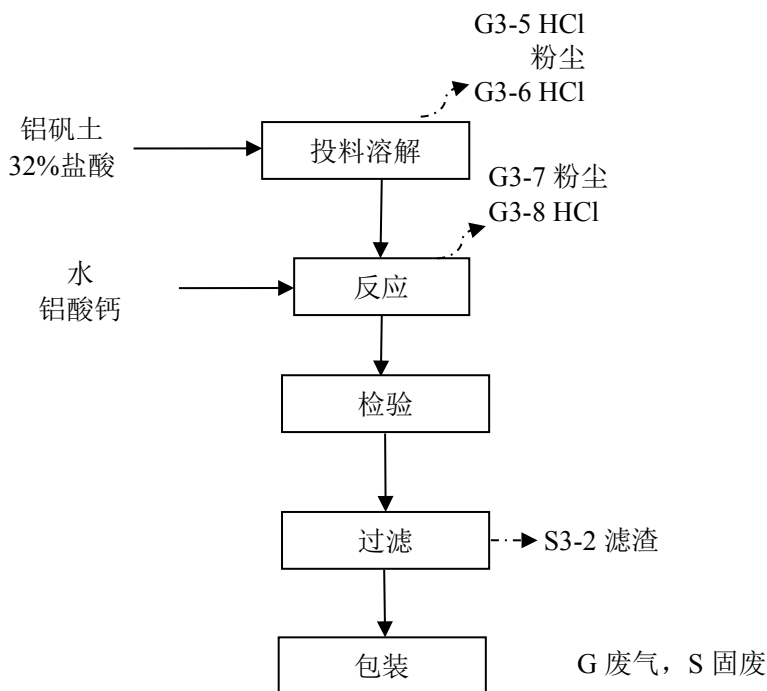 G3-5 HCl
粉尘
G3-6 HCl
铝矾土
32%盐酸
投料溶解
G3-7 粉尘
G3-8 HCl
水
铝酸钙
反应
检验
过滤
S3-2 滤渣
包装
G 废气，S 固废